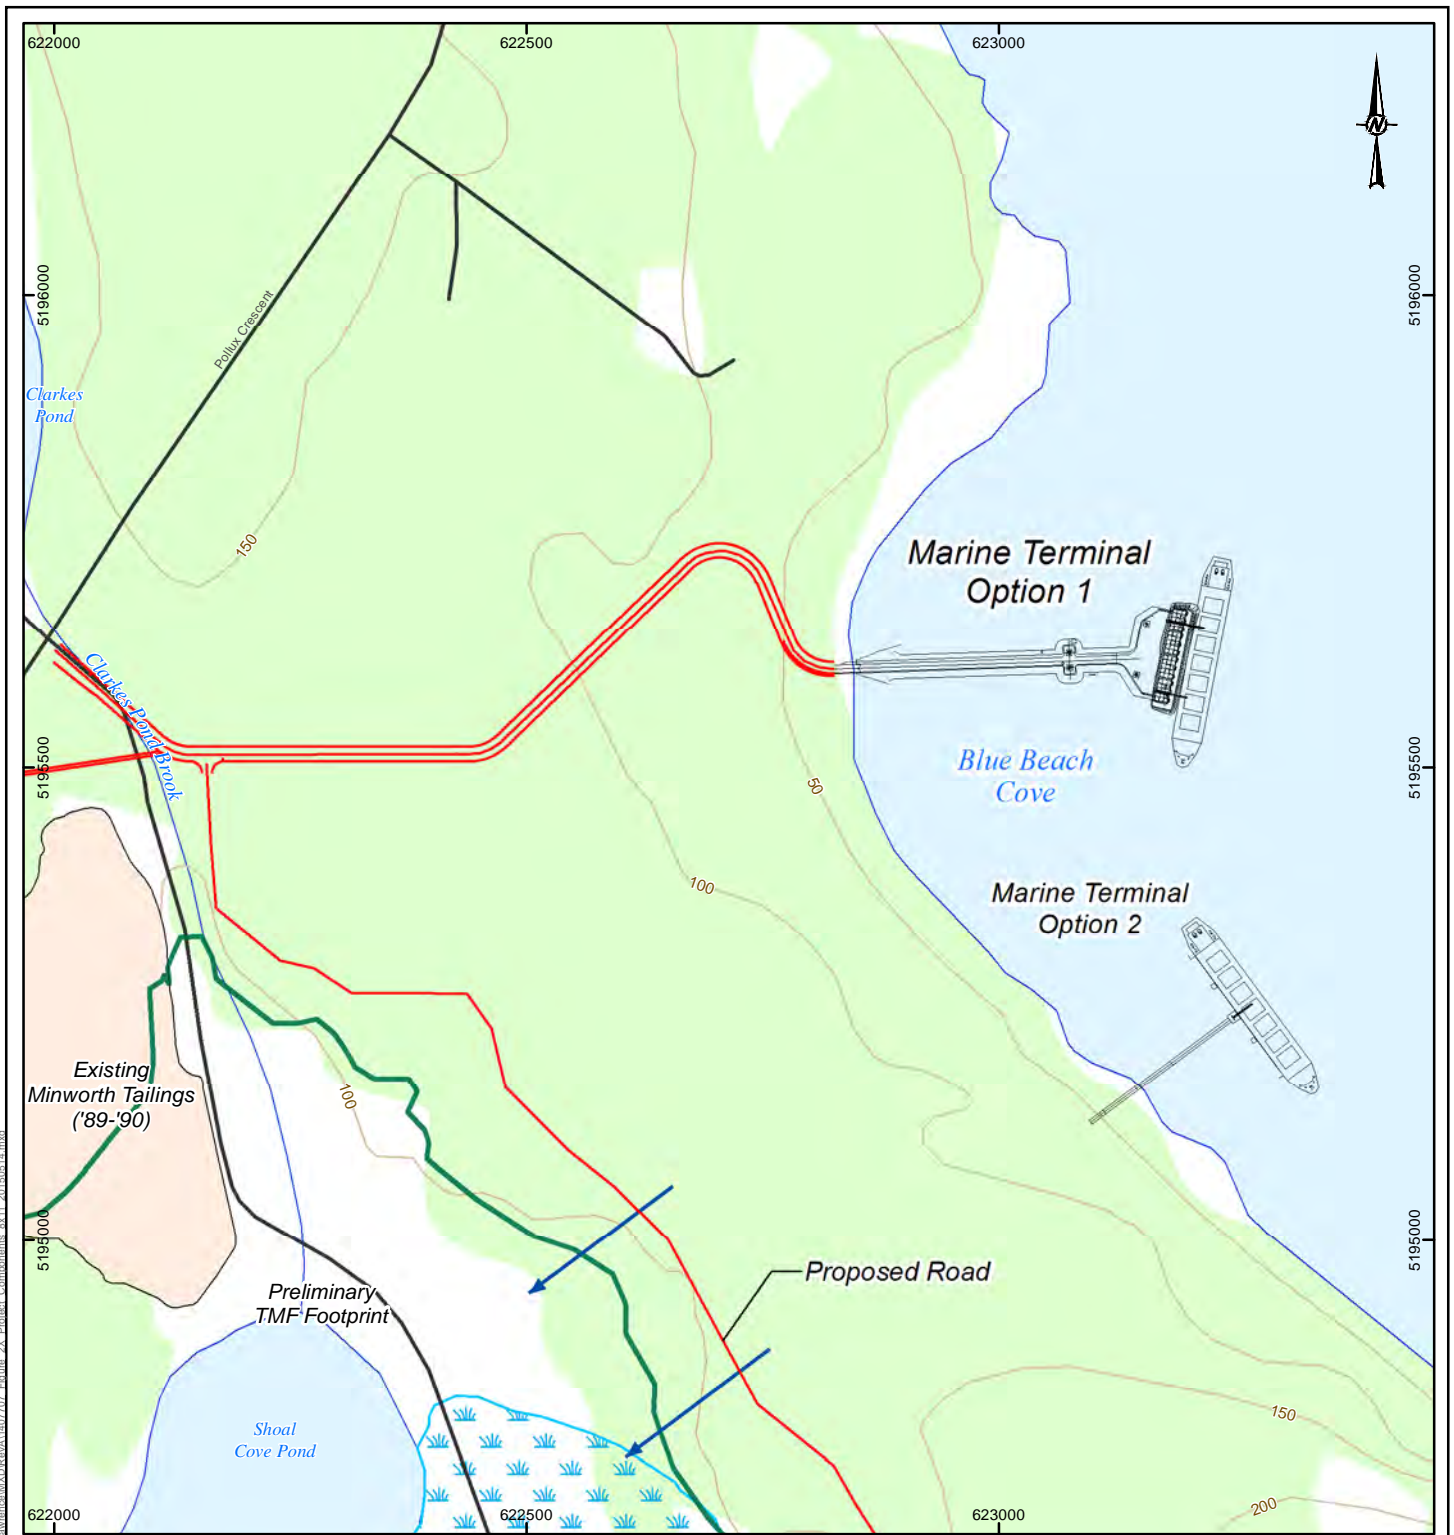 622000
622500
623000
N
5196000
5196000
Pollux Crescent
Clarkes
Pond
150
Marine Terminal
Option 1
Clarkes Pond Brook
5195500
5195500
Blue Beach
Cove
50
100
Marine Terminal
Option 2
Existing
Minworth Tailings
('89-'90)
100
5195000
5195000
Preliminary
TMF Footprint
Proposed Road
Shoal
Cove Pond
150
200
622000
622500
623000